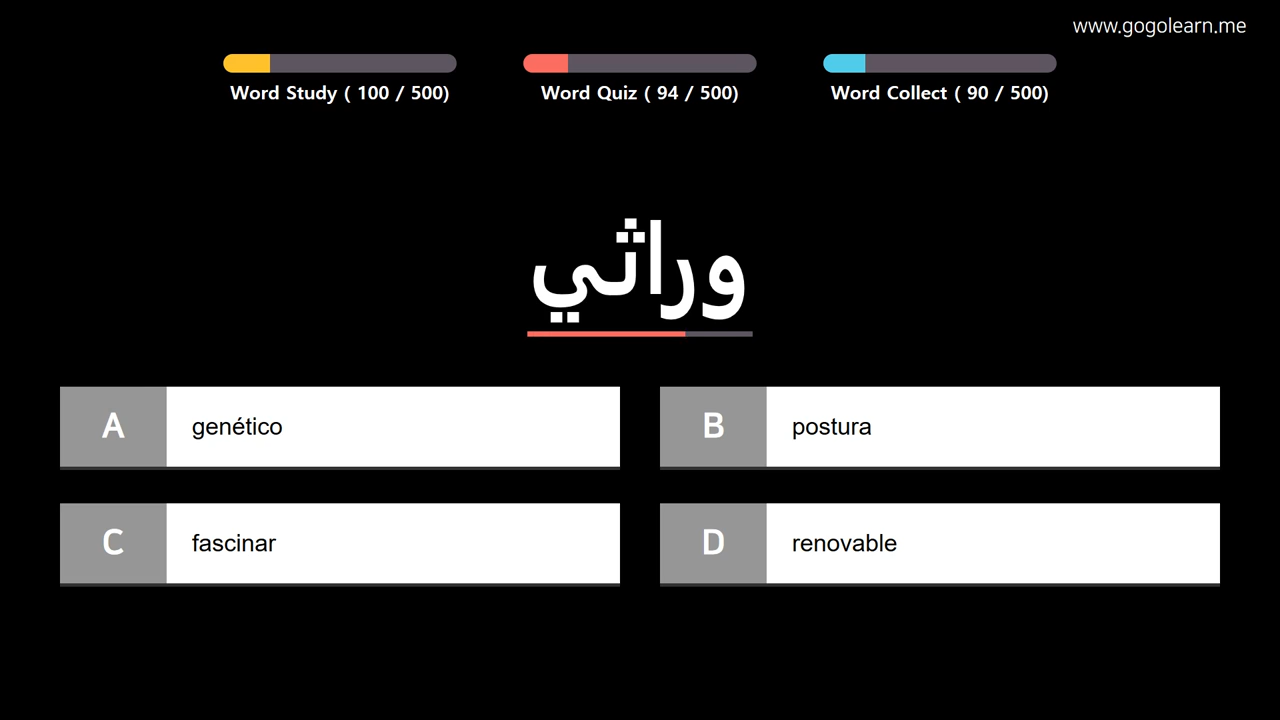 www.gogolearn.me
Word Study ( 100 / 500)
Word Quiz ( 94 / 500)
Word Collect ( 90 / 500)
وراثي
A genético
B postura
C fascinar
D renovable